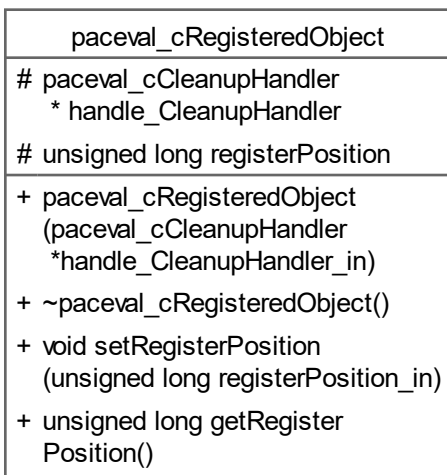 paceval_cRegisteredObject
# paceval_cCleanupHandler
* handle_CleanupHandler
# unsigned long registerPosition
+ paceval_cRegisteredObject
(paceval_cCleanupHandler
*handle_CleanupHandler_in)
+ ~paceval_cRegisteredObject()
+ void setRegisterPosition
(unsigned long registerPosition_in)
+ unsigned long getRegister
Position()